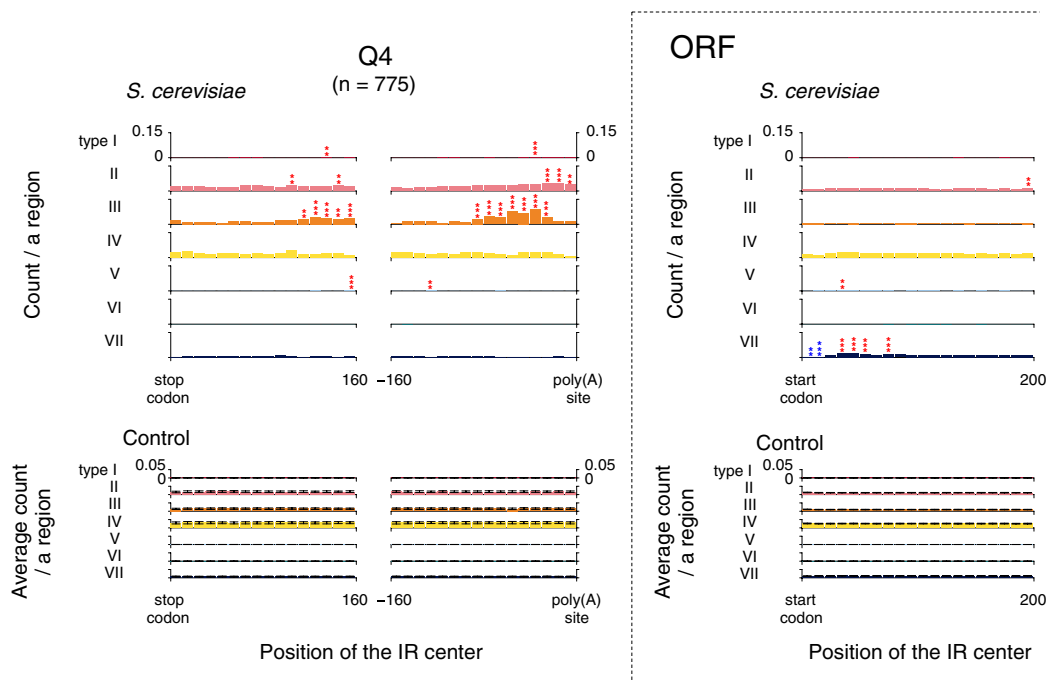 Q4
(n = 775)
S. cerevisiae
Count / a region
type I
0.15
0
0.15
0
**
***
II
**
**
***
***
**
III
**
***
****
***
***
***
***
***
****
***
****
**
IV
V
***
**
VI
VII
stop
codon
160
−160
poly(A)
site
Control
Average count
/ a region
type I
0.05
0
0.05
0
II
III
IV
V
VI
VII
stop
codon
160
−160
poly(A)
site
Position of the IR center
ORF
S. cerevisiae
Count / a region
type I
0.15
0
II
**
III
IV
V
**
VI
VII
**
***
***
****
***
***
start
codon
200
Control
Average count
/ a region
type I
0.05
0
II
III
IV
V
VI
VII
start
codon
200
Position of the IR center